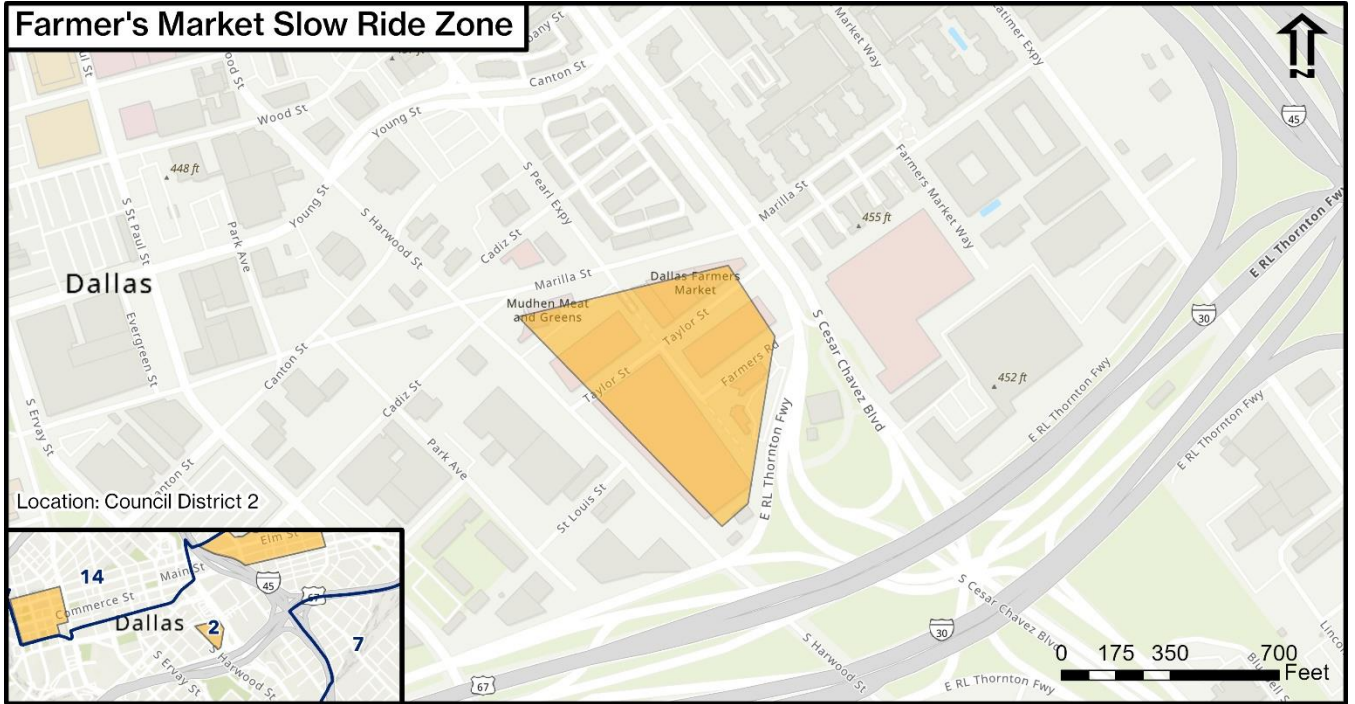 Farmer's Market Slow Ride Zone
N
Canton St
Market Way
Wood St
Young St
45
448 ft
S Pearl Expy
Farmers Market Way
Marilla St
S St Paul St
Park Ave
Young St
S Harwood St
Cadiz St
455 ft
E RL Thornton Fwy
Dallas
Marilla St
Dallas Farmers
Market
Mudhen Meat
and Greens
Taylor St
S Cesar Chavez Blvd
30
Evergreen St
Canton St
Farmers Rd
Taylor St
452 ft
Cadiz St
S Ervay St
Park Ave
E RL Thornton Fwy
E RL Thornton Fwy
E RL Thornton Fwy
Canton St
St Louis St
Location: Council District 2
Elm St
14
Main St
45
67
Commerce St
Dallas
2
7
S Ervay St
S Harwood St
S Cesar Chavez Blvd
30
S Harwood St
67
E RL Thornton Fwy
0 175 350 700
Feet